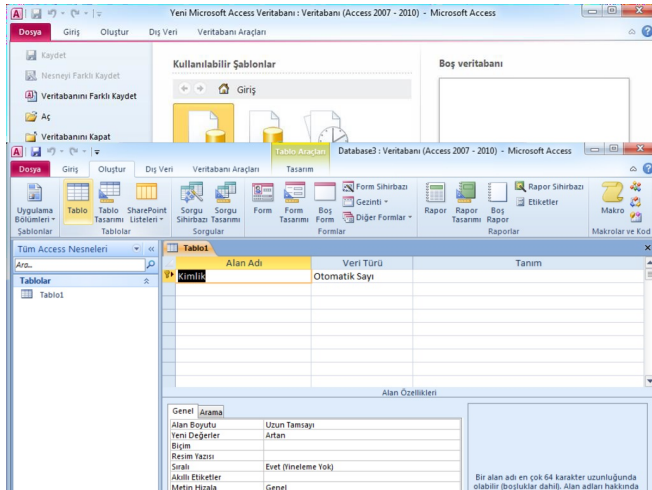 Yeni Microsoft Access Veritabanı : Veritabanı (Access 2007 - 2010) - Microsoft Access
Dosya Giriş Oluştur Dış Veri Veritabanı Araçları
Kaydet
Nesneyi Farklı Kaydet
Veritabanını Farklı Kaydet
Aç
Veritabanını Kapat
Kullanılabilir Şablonlar
Giriş
Boş veritabanı
Tablo Araçları Database3 : Veritabanı (Access 2007 - 2010) - Microsoft Access
Dosya Giriş Oluştur Dış Veri Veritabanı Araçları Tasarım
Uygulama Bölümleri
Şablonlar
Tablo
Tablo Tasarımı
SharePoint Listeleri
Tablolar
Sorgu Sihirbazı
Sorgu Tasarımı
Sorgular
Form
Form Tasarımı
Boş Form
Form Sihirbazı
Gezinti
Diğer Formlar
Formlar
Rapor
Rapor Tasarımı
Boş Rapor
Rapor Sihirbazı
Etiketler
Raporlar
Makro
Makrolar ve Kod
Tüm Access Nesneleri
Ara...
Tablolar
Tablo1
Tablo1
Alan Adı Veri Türü Tanım
Kimlik Otomatik Sayı
Alan Özellikleri
Genel Arama
Alan Boyutu Uzun Tamsayı
Yeni Değerler Artan
Biçim
Resim Yazısı
Sıralı Evet (Yineleme Yok)
Akıllı Etiketler
Metin Hizala Genel
Bir alan adı en çok 64 karakter uzunluğunda
olabilir (boşluklar dahil). Alan adları hakkında